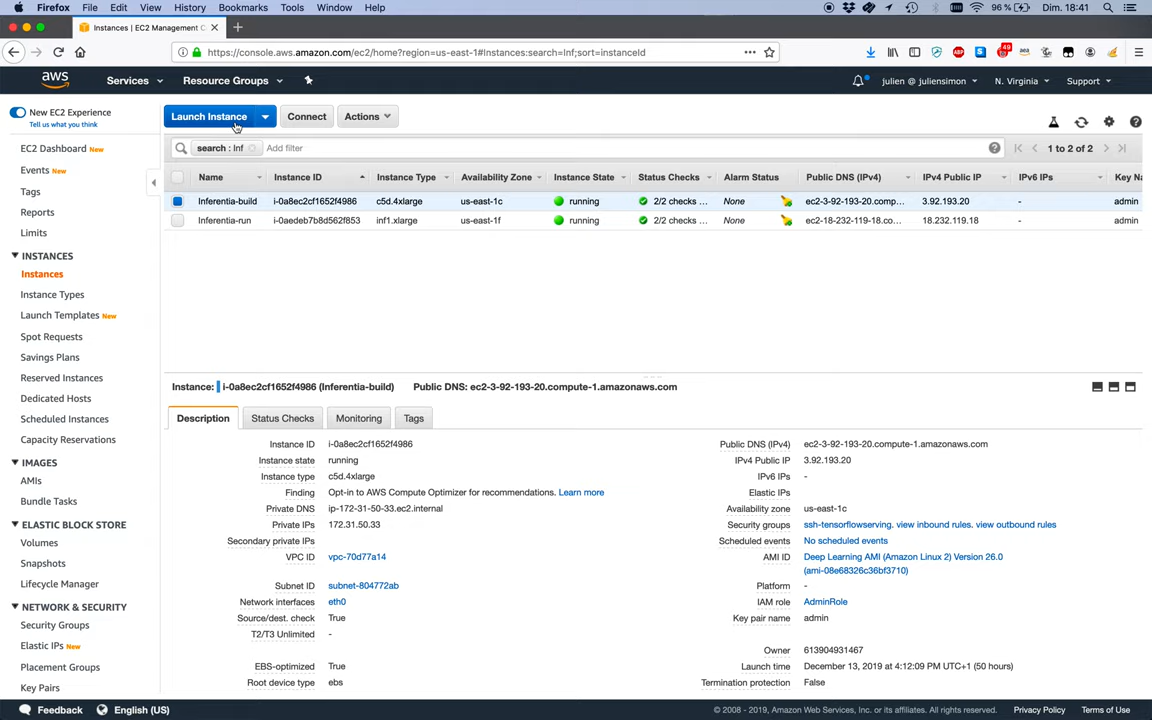 Firefox File Edit View History Bookmarks Tools Window Help 96 % Dim. 18:41
Instances | EC2 Management C
https://console.aws.amazon.com/ec2/home?region=us-east-1#Instances:search=Inf;sort=instanceId
aws Services Resource Groups julien @ juliensimon N. Virginia Support
New EC2 Experience
Tell us what you think
EC2 Dashboard New
Events New
Tags
Reports
Limits
INSTANCES
Instances
Instance Types
Launch Templates New
Spot Requests
Savings Plans
Reserved Instances
Dedicated Hosts
Scheduled Instances
Capacity Reservations
IMAGES
AMIs
Bundle Tasks
ELASTIC BLOCK STORE
Volumes
Snapshots
Lifecycle Manager
NETWORK & SECURITY
Security Groups
Elastic IPs New
Placement Groups
Key Pairs
Launch Instance Connect Actions
search : Inf Add filter 1 to 2 of 2
Name Instance ID Instance Type Availability Zone Instance State Status Checks Alarm Status Public DNS (IPv4) IPv4 Public IP IPv6 IPs Key Na
Inferentia-build i-0a8ec2cf1652f4986 c5d.4xlarge us-east-1c running 2/2 checks ... None ec2-3-92-193-20.comp... 3.92.193.20 - admin
Inferentia-run i-0aedeb7b8d562f853 inf1.xlarge us-east-1f running 2/2 checks ... None ec2-18-232-119-18.co... 18.232.119.18 - admin
Instance: i-0a8ec2cf1652f4986 (Inferentia-build) Public DNS: ec2-3-92-193-20.compute-1.amazonaws.com
Description Status Checks Monitoring Tags
Instance ID i-0a8ec2cf1652f4986 Public DNS (IPv4) ec2-3-92-193-20.compute-1.amazonaws.com
Instance state running IPv4 Public IP 3.92.193.20
Instance type c5d.4xlarge IPv6 IPs -
Finding Opt-in to AWS Compute Optimizer for recommendations. Learn more Elastic IPs
Private DNS ip-172-31-50-33.ec2.internal Availability zone us-east-1c
Private IPs 172.31.50.33 Security groups ssh-tensorflowserving. view inbound rules. view outbound rules
Secondary private IPs Scheduled events No scheduled events
VPC ID vpc-70d77a14 AMI ID Deep Learning AMI (Amazon Linux 2) Version 26.0
(ami-08e68326c36bf3710)
Subnet ID subnet-804772ab Platform -
Network interfaces eth0 IAM role AdminRole
Source/dest. check True Key pair name admin
T2/T3 Unlimited -
Owner 613904931467
EBS-optimized True Launch time December 13, 2019 at 4:12:09 PM UTC+1 (50 hours)
Root device type ebs Termination protection False
Feedback English (US) © 2008 - 2019, Amazon Web Services, Inc. or its affiliates. All rights reserved. Privacy Policy Terms of Use